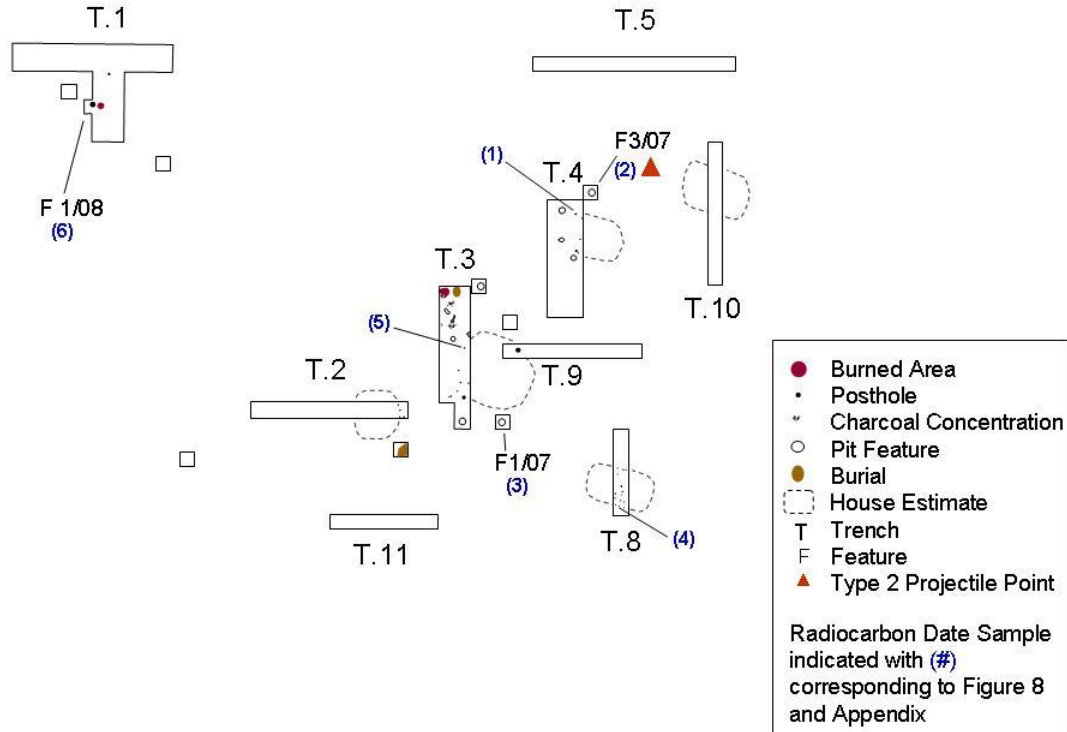 T.1
T.5
F3/07
(1)
(2)
T.4
F 1/08
(6)
T.3
T.10
(5)
T.2
T.9
F1/07
(3)
T.11
T.8
(4)
Burned Area
Posthole
Charcoal Concentration
Pit Feature
Burial
House Estimate
T Trench
F Feature
Type 2 Projectile Point
Radiocarbon Date Sample
indicated with (#)
corresponding to Figure 8
and Appendix